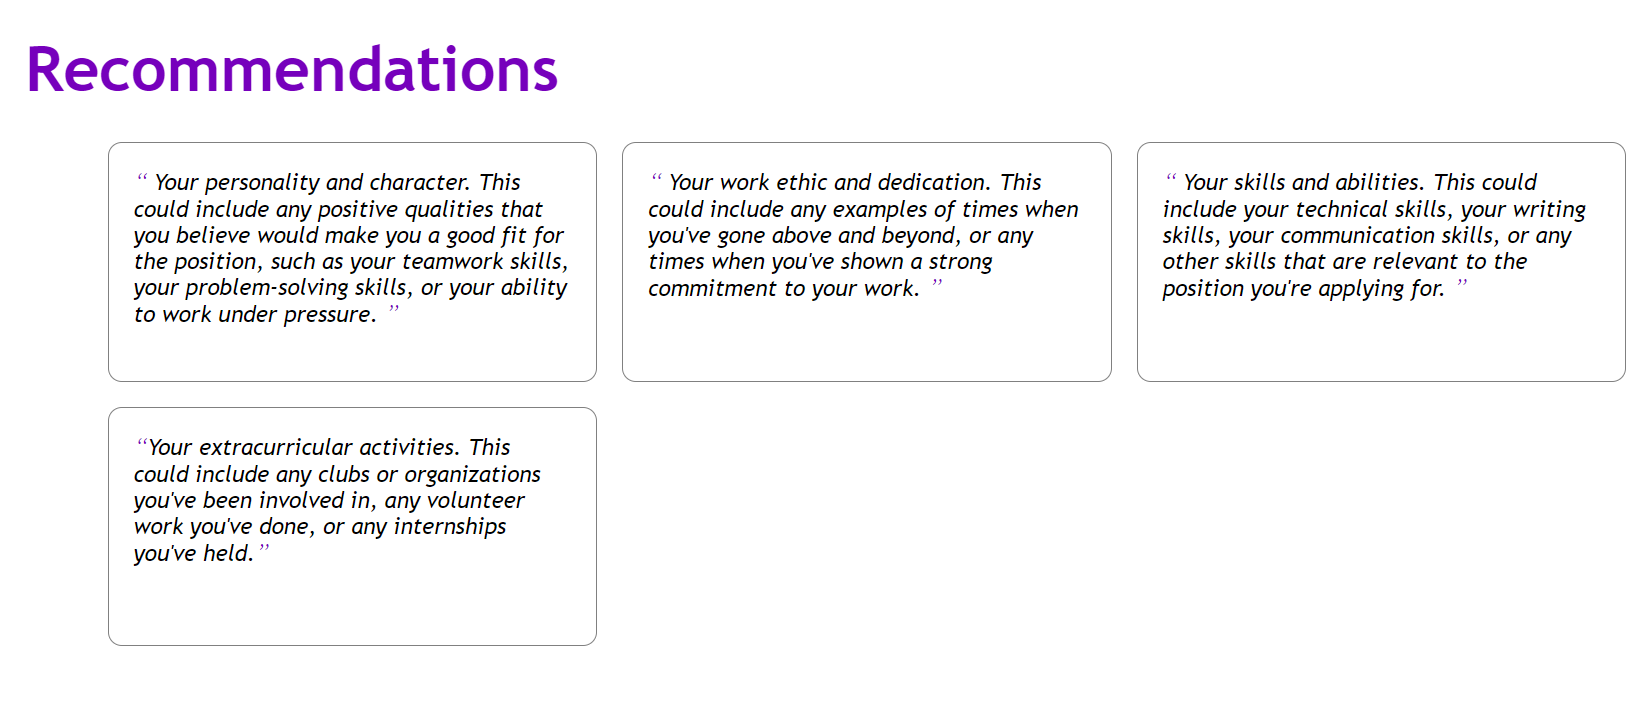 Recommendations
“ Your personality and character. This
could include any positive qualities that
you believe would make you a good fit for
the position, such as your teamwork skills,
your problem-solving skills, or your ability
to work under pressure. ”
“ Your work ethic and dedication. This
could include any examples of times when
you've gone above and beyond, or any
times when you've shown a strong
commitment to your work. ”
“ Your skills and abilities. This could
include your technical skills, your writing
skills, your communication skills, or any
other skills that are relevant to the
position you're applying for. ”
“Your extracurricular activities. This
could include any clubs or organizations
you've been involved in, any volunteer
work you've done, or any internships
you've held.”